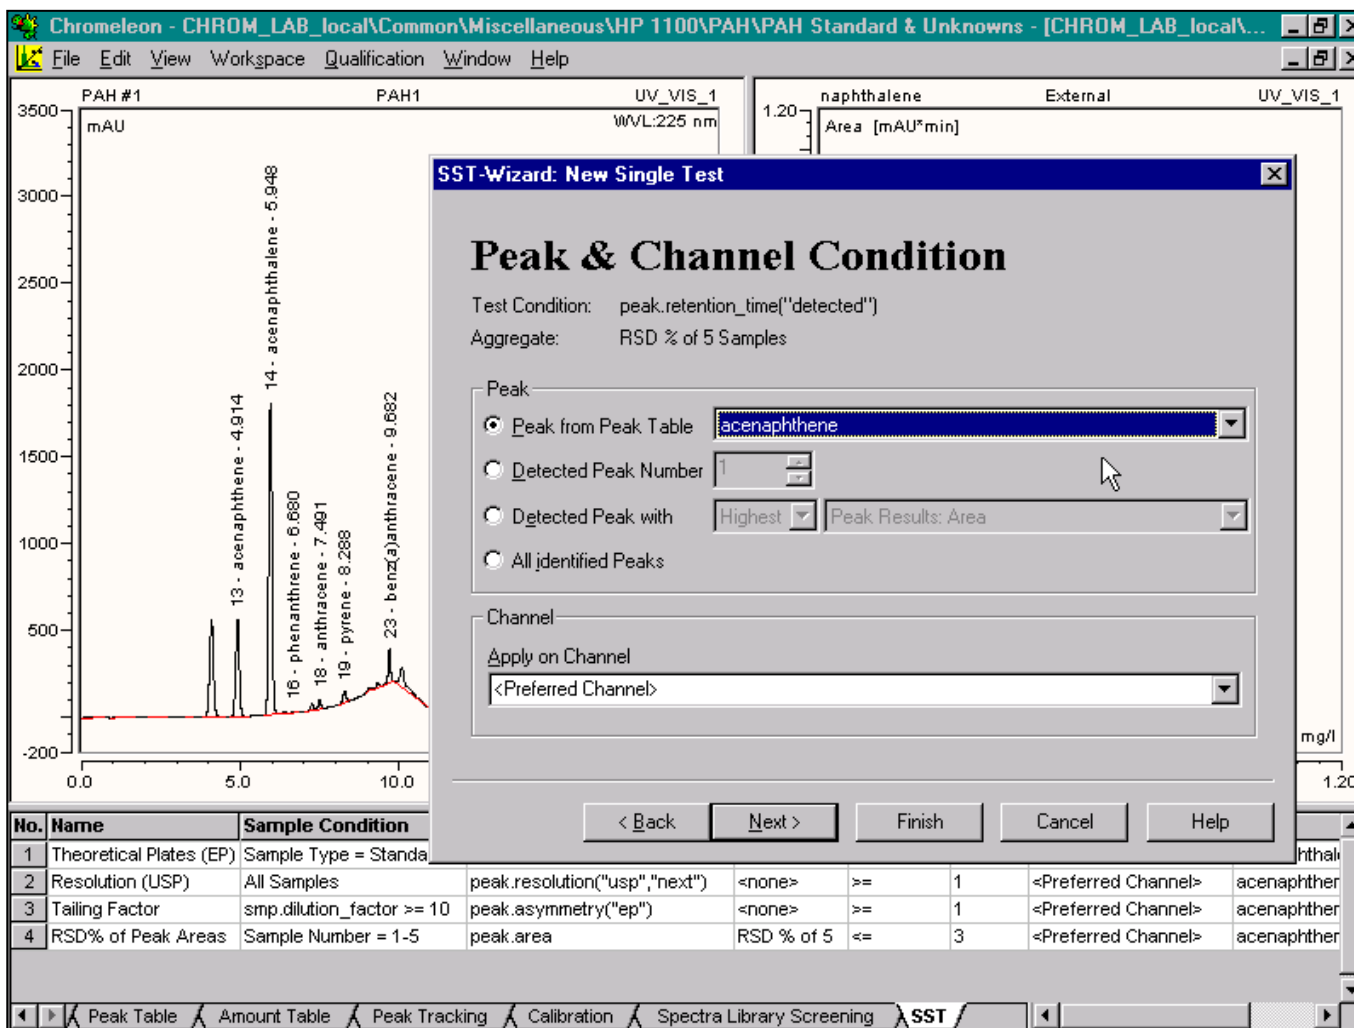 Chromeleon - CHROM_LAB_local\Common\Miscellaneous\HP 1100\PAH\PAH Standard & Unknowns - [CHROM_LAB_local\...
File Edit View Workspace Qualification Window Help
PAH #1 PAH1 UV_VIS_1
mAU WVL:225 nm
3500
3000
2500
2000
1500
1000
500
-200
0.0 5.0 10.0
13 - acenaphthene - 4.914
14 - acenaphthalene - 5.948
16 - phenanthrene - 6.680
18 - anthracene - 7.491
19 - pyrene - 8.288
23 - benz(a)anthracene - 9.682
naphthalene External UV_VIS_1
1.20
Area [mAU*min]
mg/l
1.20
SST-Wizard: New Single Test
Peak & Channel Condition
Test Condition: peak.retention_time("detected")
Aggregate: RSD % of 5 Samples
Peak
Peak from Peak Table acenaphthene
Detected Peak Number 1
Detected Peak with Highest Peak Results: Area
All identified Peaks
Channel
Apply on Channel
<Preferred Channel>
< Back Next > Finish Cancel Help
No. Name Sample Condition
1 Theoretical Plates (EP) Sample Type = Standa hthal
2 Resolution (USP) All Samples peak.resolution("usp","next") <none> >= 1 <Preferred Channel> acenaphther
3 Tailing Factor smp.dilution_factor >= 10 peak.asymmetry("ep") <none> >= 1 <Preferred Channel> acenaphther
4 RSD% of Peak Areas Sample Number = 1-5 peak.area RSD % of 5 <= 3 <Preferred Channel> acenaphther
Peak Table Amount Table Peak Tracking Calibration Spectra Library Screening SST